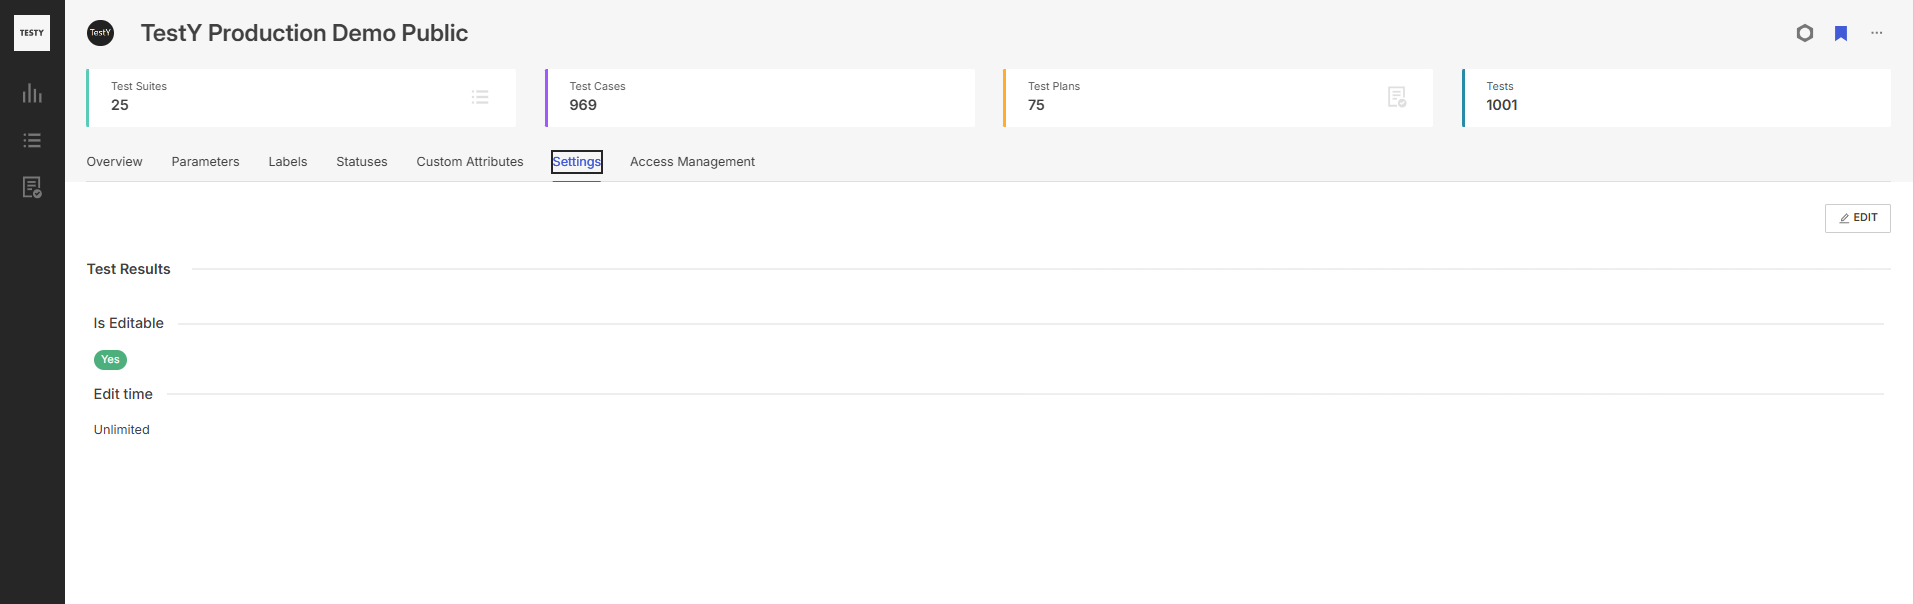 TESTY
TestY
TestY Production Demo Public
Test Suites
25
Test Cases
969
Test Plans
75
Tests
1001
Overview Parameters Labels Statuses Custom Attributes Settings Access Management
EDIT
Test Results
Is Editable
Yes
Edit time
Unlimited